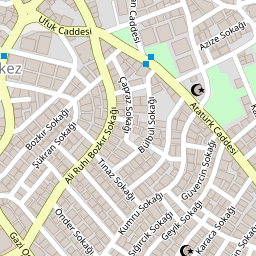 Ufuk Caddesi
an Caddesi
Azize Sokağı
kez
Çapraz Sokağı
Bülbül Sokağı
Atatürk Caddesi
Bozkır Sokağı
Şükran Sokağı
Ali Ruhi Bozkır Sokağı
Tınaz Sokağı
Güvercin Sokağı
Önder Sokağı
Kumru Sokağı
Sığırcık Sokağı
Geyik Sokağı
Karaca Sokağı
Gazi O